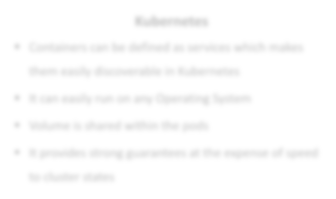 Kubernetes
• Containers can be defined as services which makes
them easily discoverable in Kubernetes
• It can easily run on any Operating System
• Volume is shared within the pods
• It provides strong guarantees at the expense of speed
to cluster states